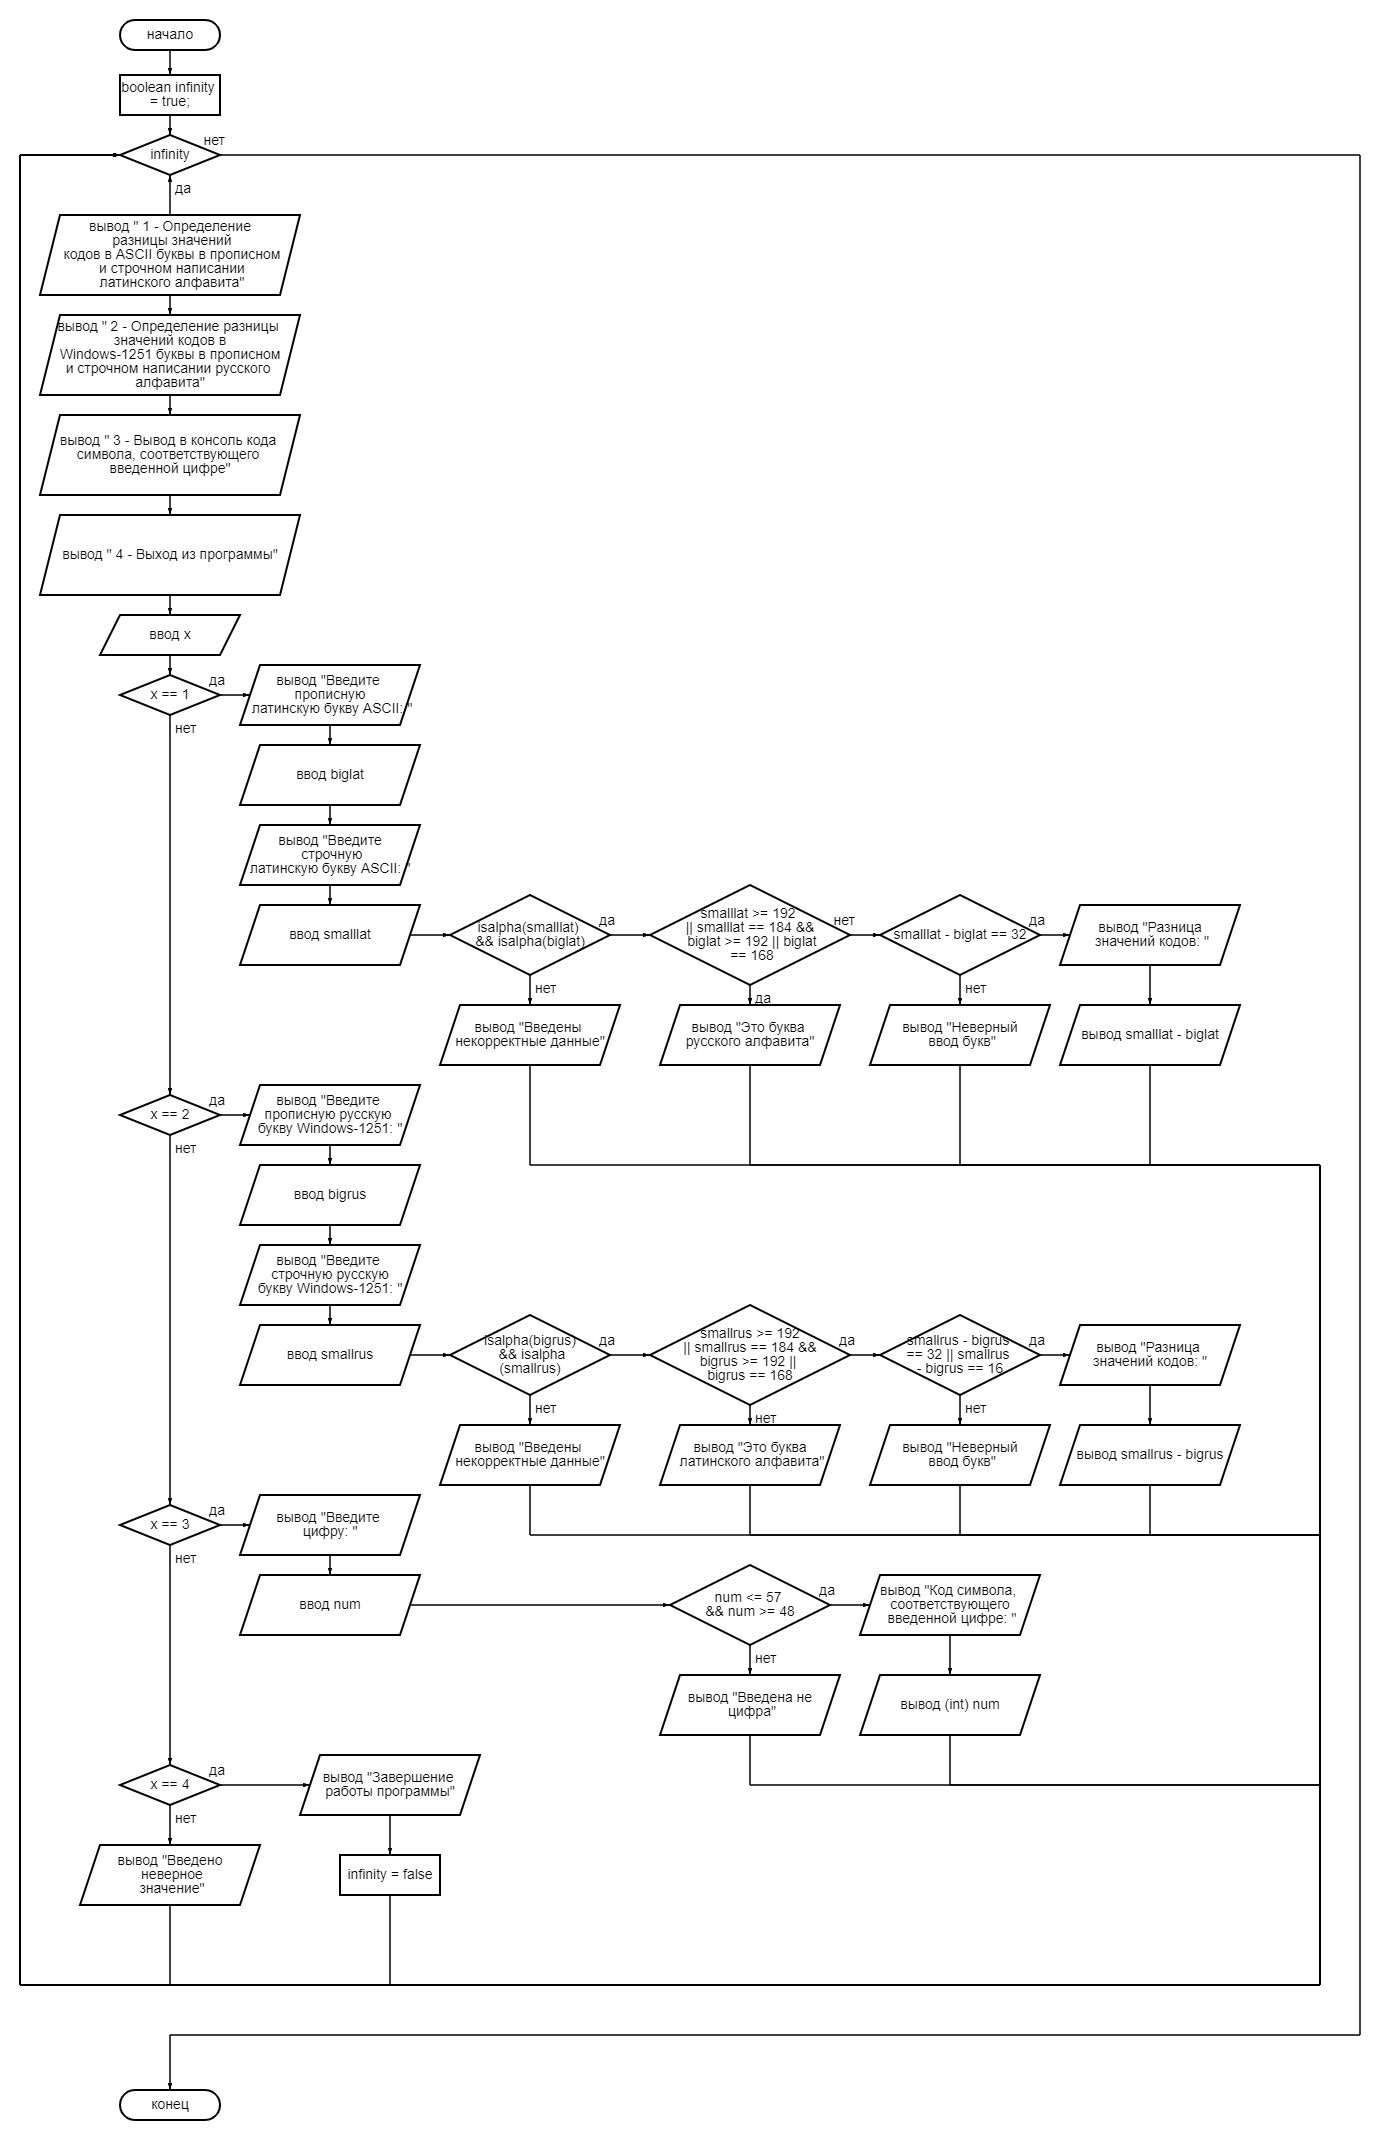 начало
boolean infinity
= true;
infinity
нет
да
вывод " 1 - Определение
разницы значений
кодов в ASCII буквы в прописном
и строчном написании
латинского алфавита"
вывод " 2 - Определение разницы
значений кодов в
Windows-1251 буквы в прописном
и строчном написании русского
алфавита"
вывод " 3 - Вывод в консоль кода
символа, соответствующего
введенной цифре"
вывод " 4 - Выход из программы"
ввод x
x == 1
да
нет
вывод "Введите
прописную
латинскую букву ASCII: "
ввод biglat
вывод "Введите
строчную
латинскую букву ASCII: "
ввод smalllat
isalpha(smalllat)
&& isalpha(biglat)
да
нет
smalllat >= 192
|| smalllat == 184 &&
biglat >= 192 || biglat
== 168
нет
да
smalllat - biglat == 32
да
нет
вывод "Разница
значений кодов: "
вывод "Введены
некорректные данные"
вывод "Это буква
русского алфавита"
вывод "Неверный
ввод букв"
вывод smalllat - biglat
x == 2
да
нет
вывод "Введите
прописную русскую
букву Windows-1251: "
ввод bigrus
вывод "Введите
строчную русскую
букву Windows-1251: "
ввод smallrus
isalpha(bigrus)
&& isalpha
(smallrus)
да
нет
smallrus >= 192
|| smallrus == 184 &&
bigrus >= 192 ||
bigrus == 168
да
нет
smallrus - bigrus
== 32 || smallrus
- bigrus == 16
да
нет
вывод "Разница
значений кодов: "
вывод "Введены
некорректные данные"
вывод "Это буква
латинского алфавита"
вывод "Неверный
ввод букв"
вывод smallrus - bigrus
x == 3
да
нет
вывод "Введите
цифру: "
ввод num
num <= 57
&& num >= 48
да
нет
вывод "Код символа,
соответствующего
введенной цифре: "
вывод "Введена не
цифра"
вывод (int) num
x == 4
да
нет
вывод "Завершение
работы программы"
вывод "Введено
неверное
значение"
infinity = false
конец